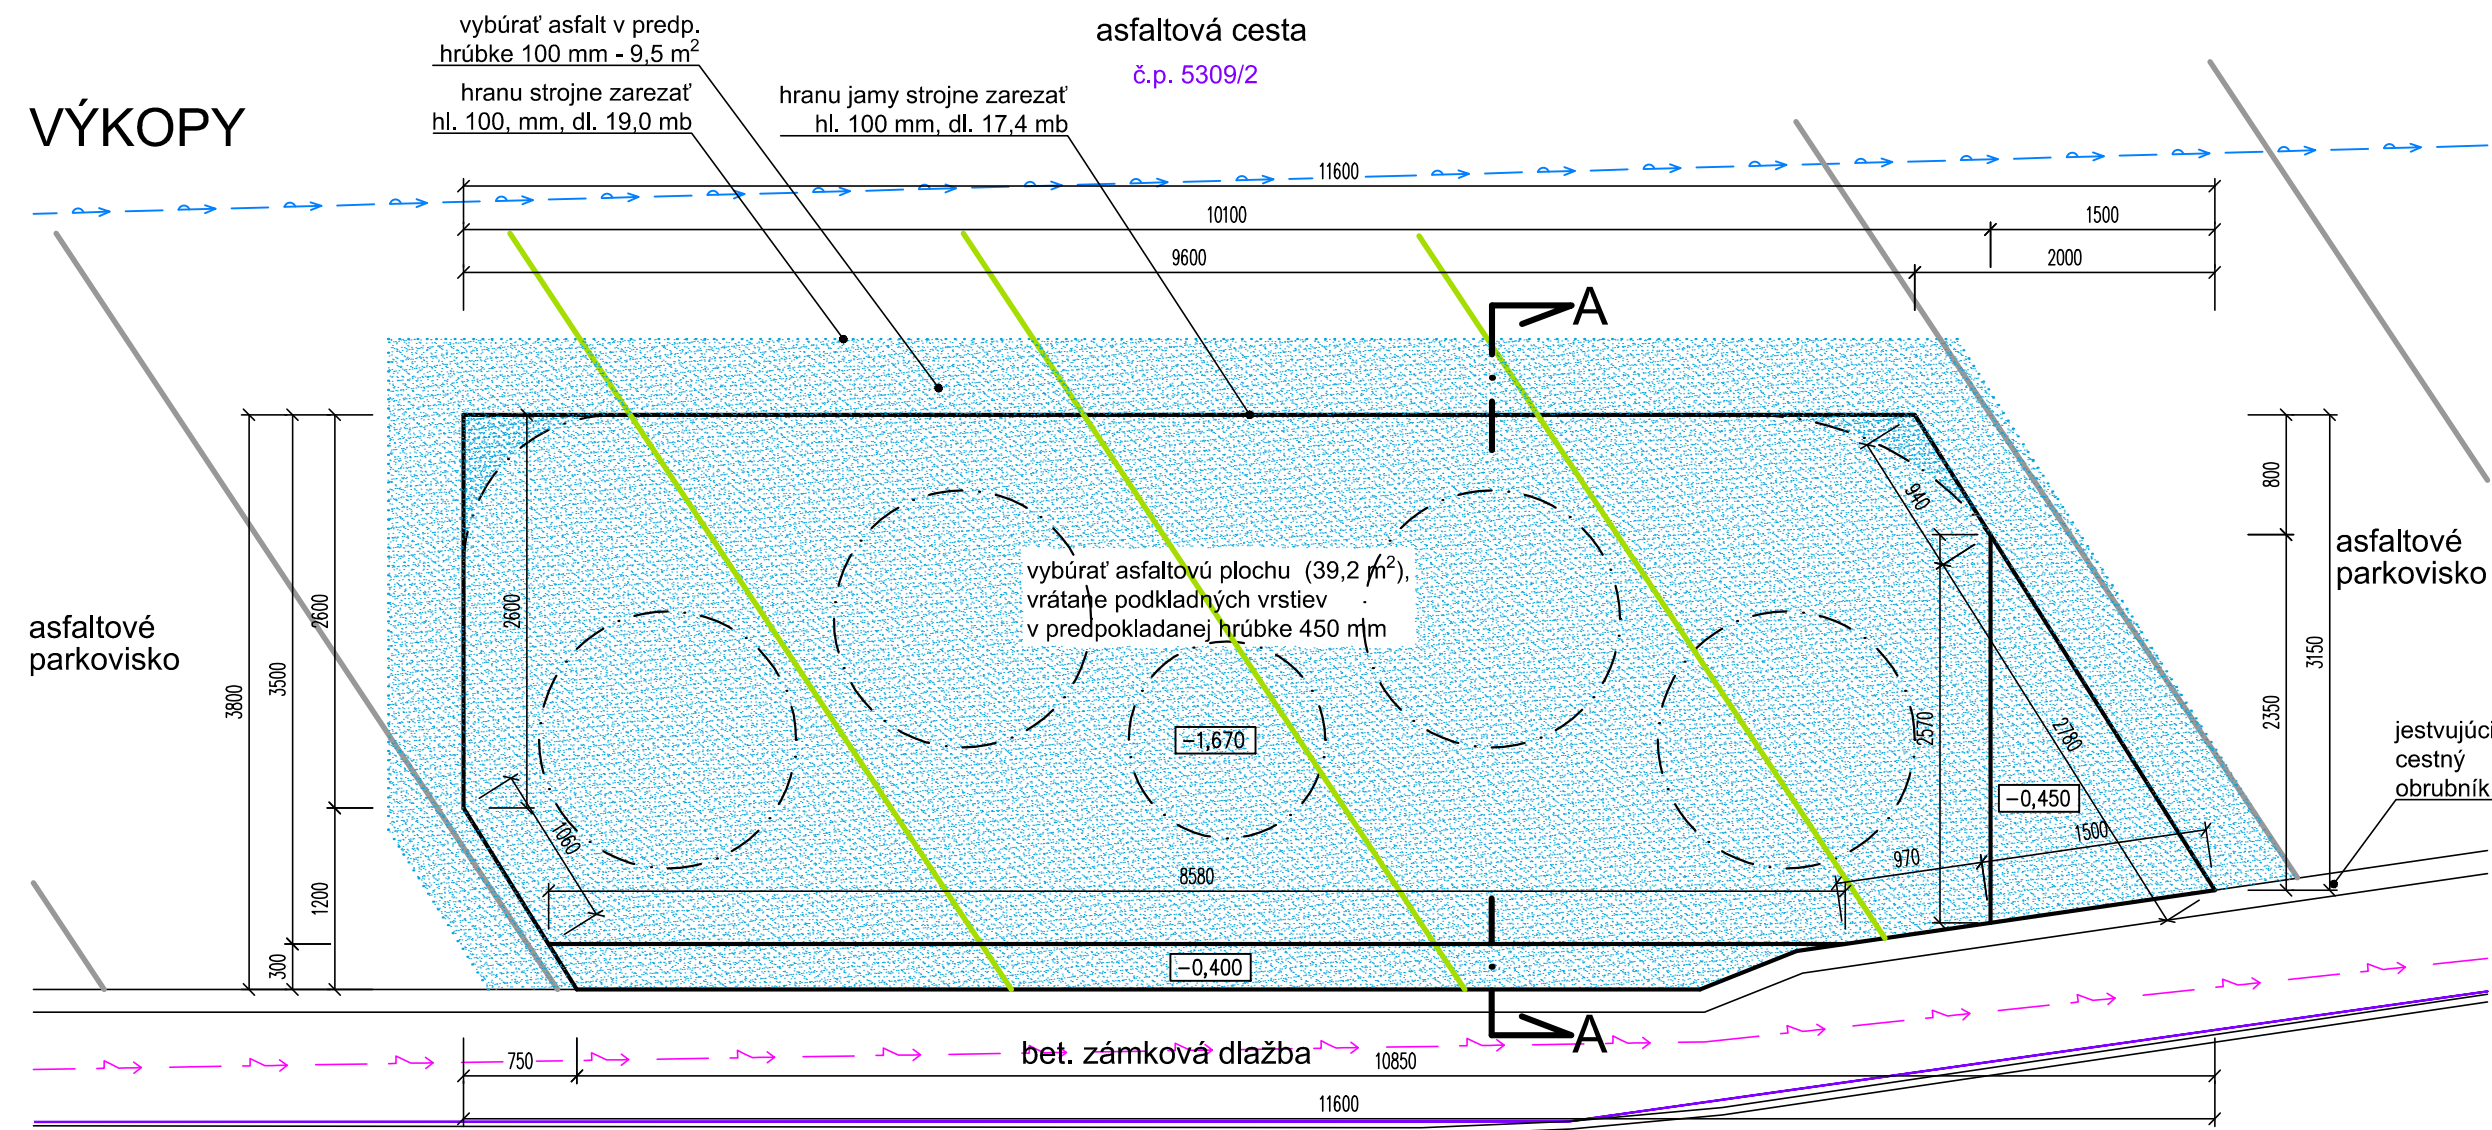 vybúrať asfalt v predp.
hrúbke 100 mm - 9,5 m²
asfaltová cesta
č.p. 5309/2
VÝKOPY
hranu strojne zarezať
hl. 100, mm, dl. 19,0 mb
hranu jamy strojne zarezať
hl. 100 mm, dl. 17,4 mb
11600
10100
1500
9600
2000
A
800
940
asfaltové
parkovisko
vybúrať asfaltovú plochu (39,2 m²),
vrátane podkladných vrstiev
v predpokladanej hrúbke 450 mm
2600
2600
asfaltové
parkovisko
3500
3800
3150
2350
2570
2780
−1,670
jestvujúci
cestný
obrubník
−0,450
1060
1500
970
8580
1200
300
−0,400
A
bet. zámková dlažba
750
10850
11600